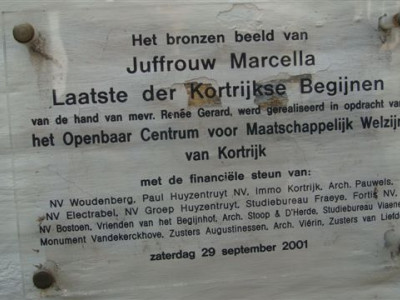 Het bronzen beeld van
Juffrouw Marcella
Laatste der Kortrijkse Begijnen
van de hand van mevr. Renée Gerard, werd gerealiseerd in opdracht van
het Openbaar Centrum voor Maatschappelijk Welzijn
van Kortrijk
met de financiële steun van:
NV Woudenberg, Paul Huyzentruyt NV, Immo Kortrijk, Arch. Pauwels,
NV Electrabel, NV Groep Huyzentruyt, Studiebureau Fraeye, Fortis, NV
NV Bostoen, Vrienden van het Begijnhof, Arch. Stoop & D'Herde, Studiebureau Viaene
Monument Vandekerckhove, Zusters Augustinessen, Arch. Viérin, Zusters van Liefde
zaterdag 29 september 2001